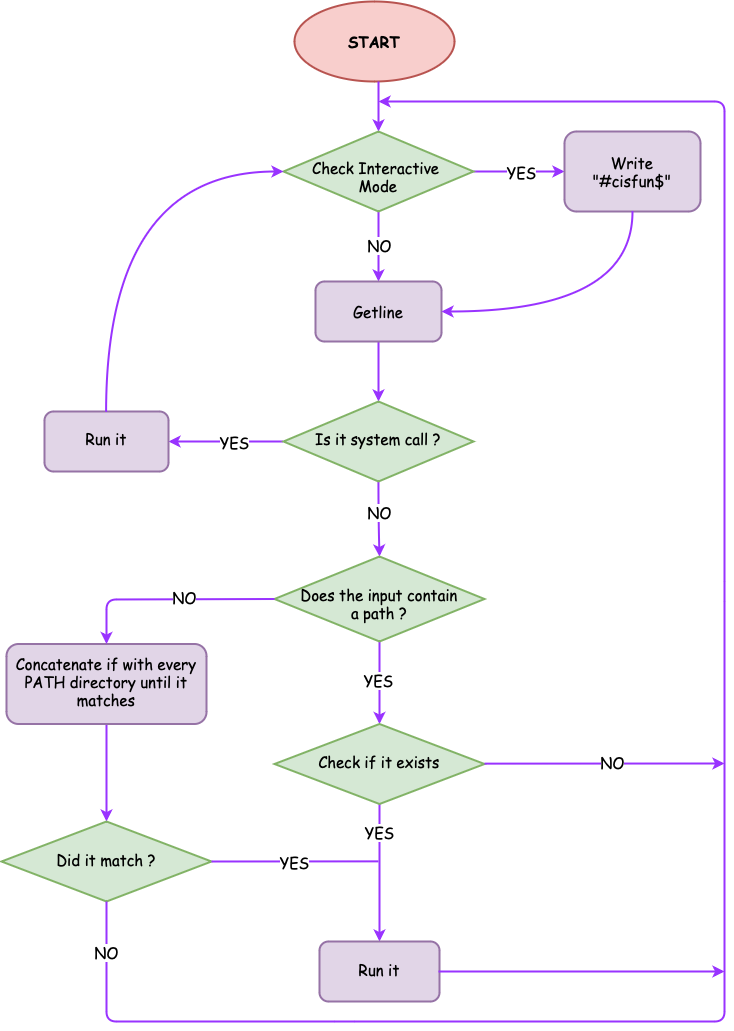 START
Check Interactive
Mode
YES
Write
"#cisfun$"
NO
Getline
Is it system call ?
YES
Run it
NO
Does the input contain
a path ?
NO
Concatenate if with every
PATH directory until it
matches
YES
Check if it exists
NO
YES
Did it match ?
YES
NO
Run it